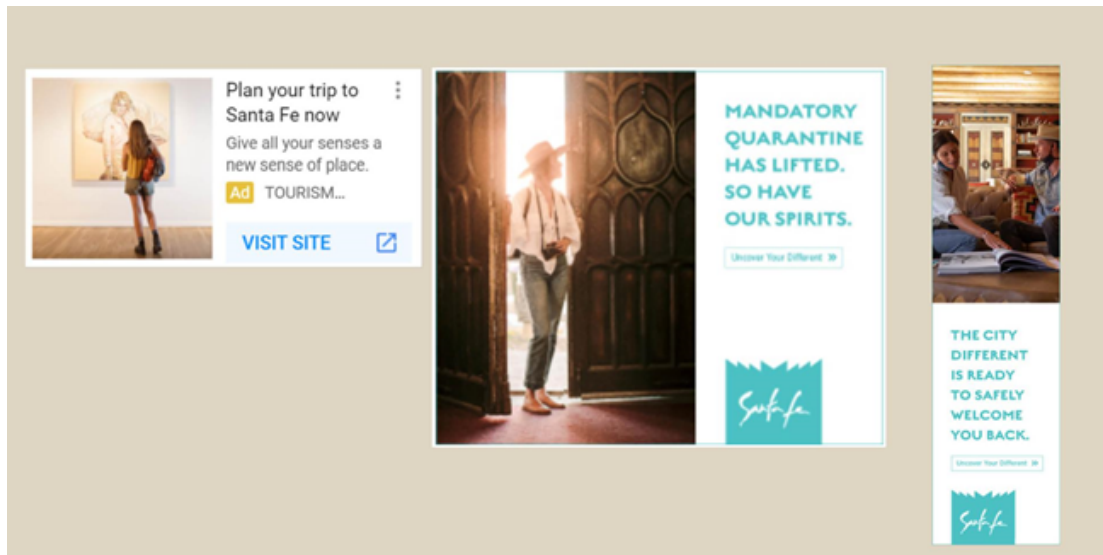 Plan your trip to
Santa Fe now
Give all your senses a
new sense of place.
Ad TOURISM...
VISIT SITE
MANDATORY
QUARANTINE
HAS LIFTED.
SO HAVE
OUR SPIRITS.
Uncover Your Different »
Santa Fe
THE CITY
DIFFERENT
IS READY
TO SAFELY
WELCOME
YOU BACK.
Uncover Your Different »
Santa Fe